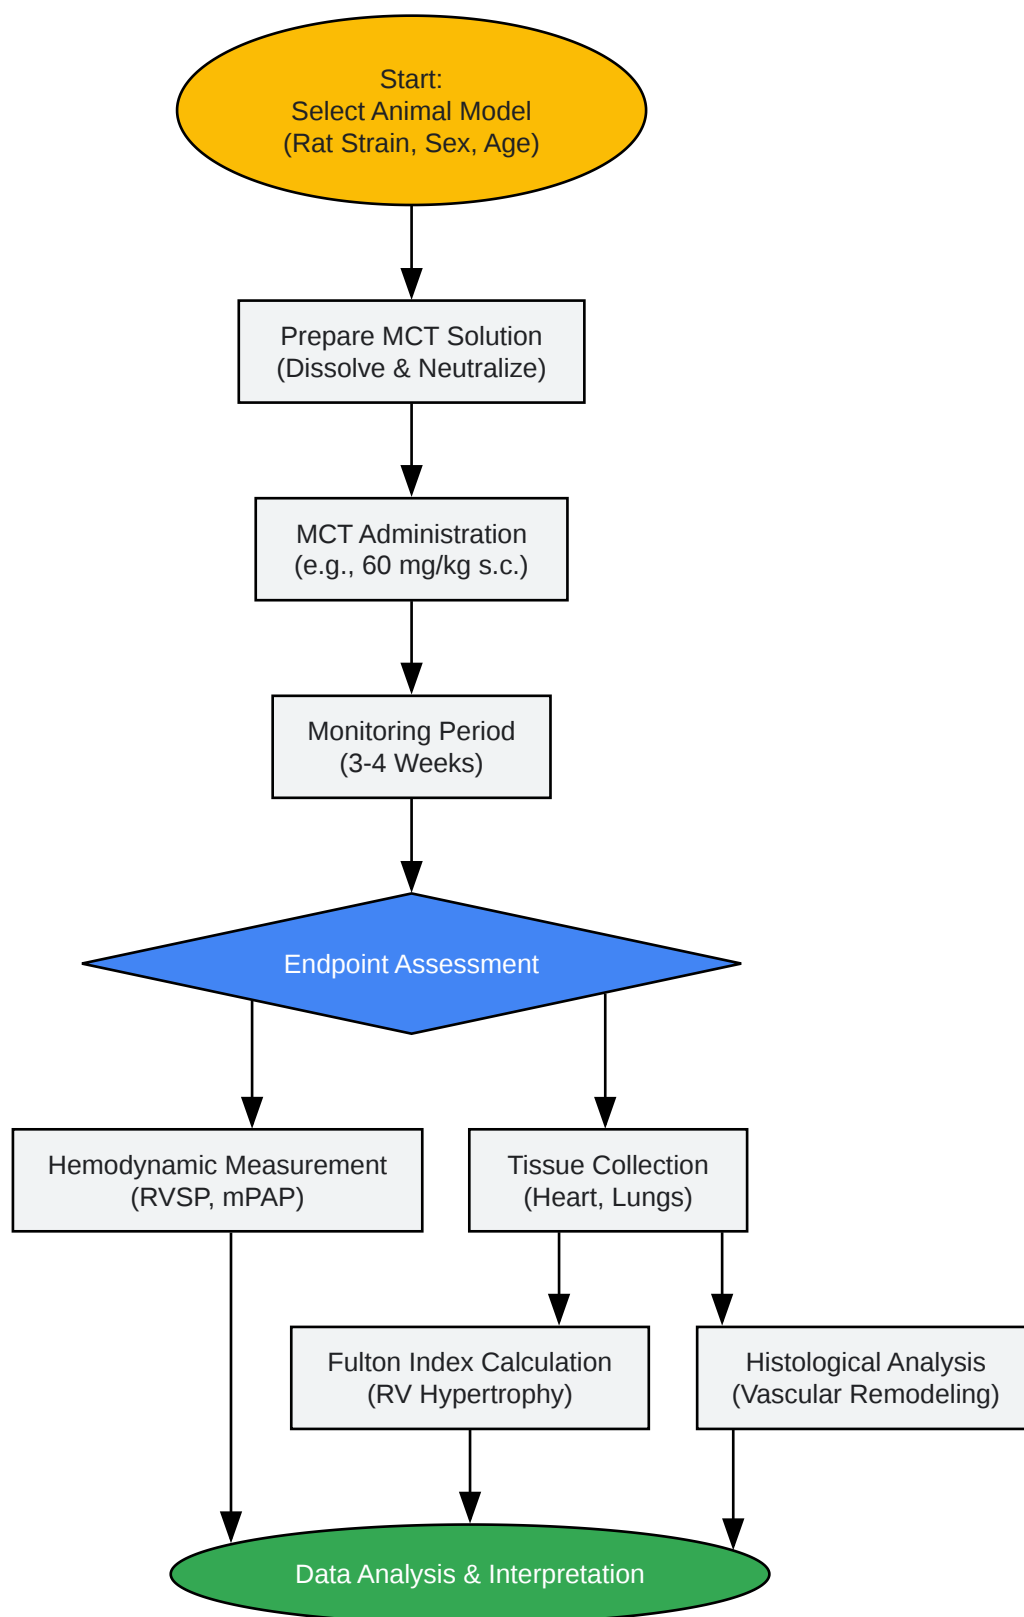 Start:
Select Animal Model
(Rat Strain, Sex, Age)
Prepare MCT Solution
(Dissolve & Neutralize)
MCT Administration
(e.g., 60 mg/kg s.c.)
Monitoring Period
(3-4 Weeks)
Endpoint Assessment
Hemodynamic Measurement
(RVSP, mPAP)
Tissue Collection
(Heart, Lungs)
Fulton Index Calculation
(RV Hypertrophy)
Histological Analysis
(Vascular Remodeling)
Data Analysis & Interpretation